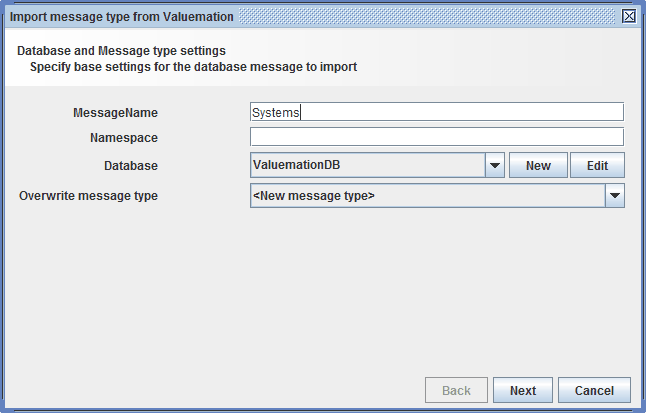 Import message type from Valuemation
Database and Message type settings
Specify base settings for the database message to import
MessageName Systems
Namespace
Database ValuemationDB New Edit
Overwrite message type <New message type>
Back Next Cancel